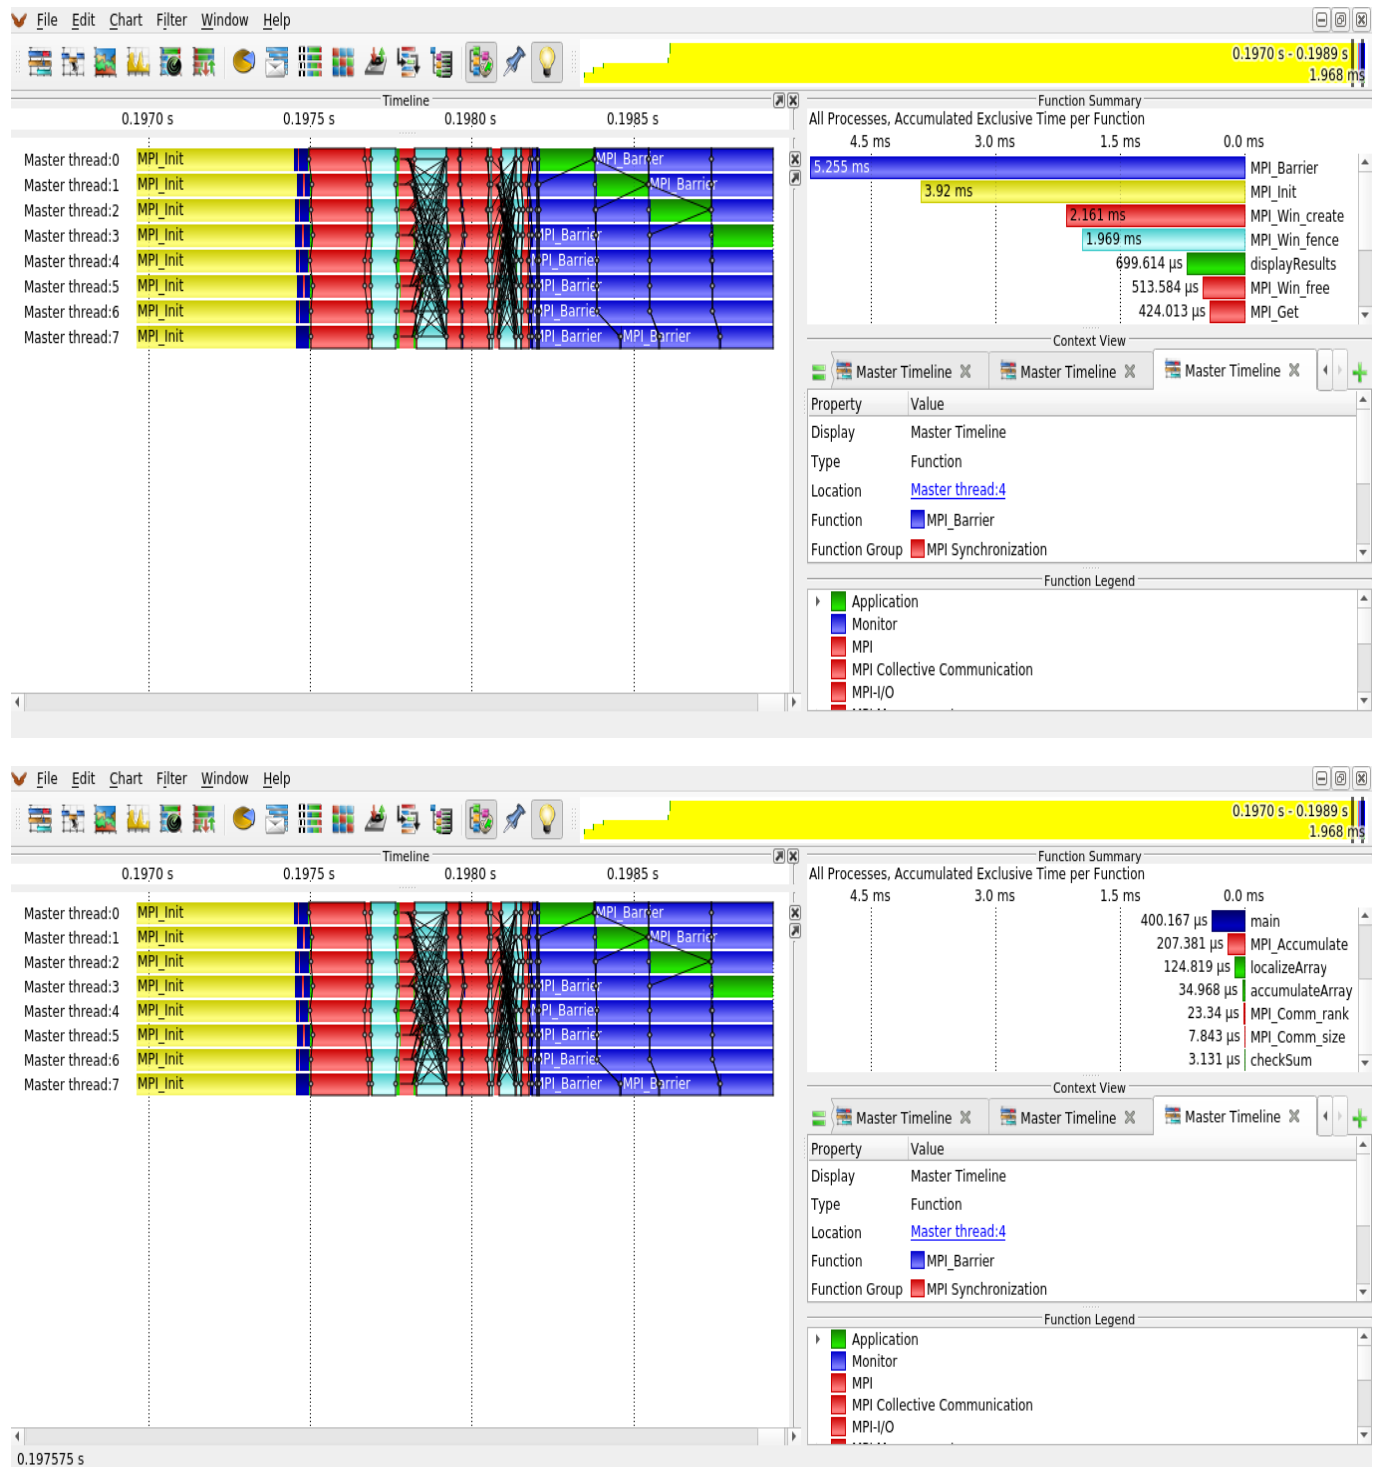 File Edit Chart Filter Window Help
0.1970 s - 0.1989 s
1.968 ms
Timeline
0.1970 s 0.1975 s 0.1980 s 0.1985 s
Master thread:0 MPI_Init MPI_Barrier
Master thread:1 MPI_Init MPI_Barrier
Master thread:2 MPI_Init
Master thread:3 MPI_Init MPI_Barrier
Master thread:4 MPI_Init MPI_Barrier
Master thread:5 MPI_Init MPI_Barrier
Master thread:6 MPI_Init MPI_Barrier
Master thread:7 MPI_Init MPI_Barrier MPI_Barrier
Function Summary
All Processes, Accumulated Exclusive Time per Function
4.5 ms 3.0 ms 1.5 ms 0.0 ms
5.255 ms MPI_Barrier
3.92 ms MPI_Init
2.161 ms MPI_Win_create
1.969 ms MPI_Win_fence
699.614 µs displayResults
513.584 µs MPI_Win_free
424.013 µs MPI_Get
Context View
Master Timeline Master Timeline Master Timeline
Property Value
Display Master Timeline
Type Function
Location Master thread:4
Function MPI_Barrier
Function Group MPI Synchronization
Function Legend
Application
Monitor
MPI
MPI Collective Communication
MPI-I/O
File Edit Chart Filter Window Help
0.1970 s - 0.1989 s
1.968 ms
Timeline
0.1970 s 0.1975 s 0.1980 s 0.1985 s
Master thread:0 MPI_Init MPI_Barrier
Master thread:1 MPI_Init MPI_Barrier
Master thread:2 MPI_Init
Master thread:3 MPI_Init MPI_Barrier
Master thread:4 MPI_Init MPI_Barrier
Master thread:5 MPI_Init MPI_Barrier
Master thread:6 MPI_Init MPI_Barrier
Master thread:7 MPI_Init MPI_Barrier MPI_Barrier
Function Summary
All Processes, Accumulated Exclusive Time per Function
4.5 ms 3.0 ms 1.5 ms 0.0 ms
400.167 µs main
207.381 µs MPI_Accumulate
124.819 µs localizeArray
34.968 µs accumulateArray
23.34 µs MPI_Comm_rank
7.843 µs MPI_Comm_size
3.131 µs checkSum
Context View
Master Timeline Master Timeline Master Timeline
Property Value
Display Master Timeline
Type Function
Location Master thread:4
Function MPI_Barrier
Function Group MPI Synchronization
Function Legend
Application
Monitor
MPI
MPI Collective Communication
MPI-I/O
0.197575 s